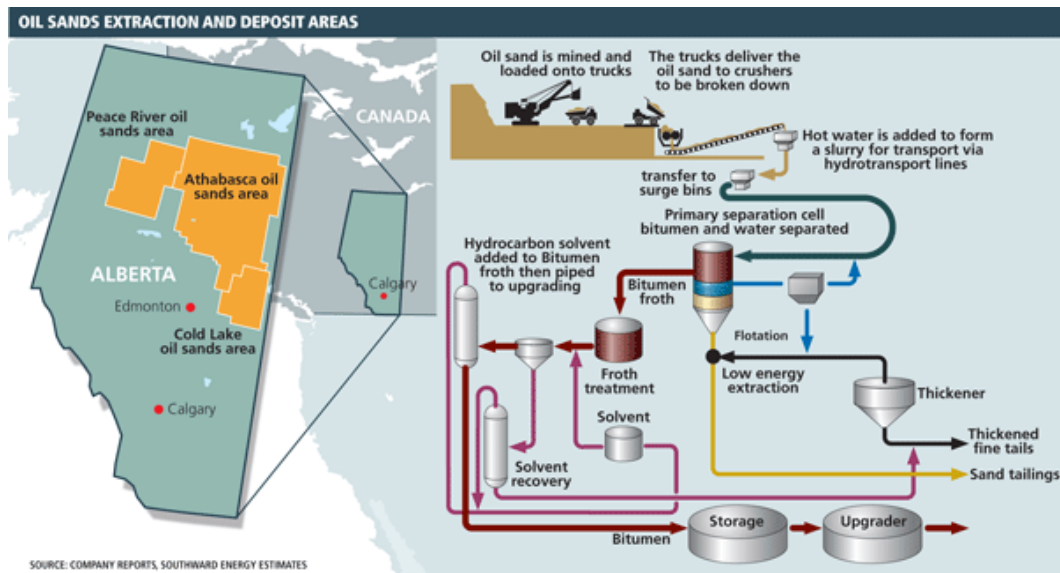 OIL SANDS EXTRACTION AND DEPOSIT AREAS
Peace River oil
sands area
Athabasca oil
sands area
ALBERTA
Edmonton
Cold Lake
oil sands area
Calgary
CANADA
Calgary
Oil sand is mined and
loaded onto trucks
The trucks deliver the
oil sand to crushers
to be broken down
Hot water is added to form
a slurry for transport via
hydrotransport lines
transfer to
surge bins
Primary separation cell
bitumen and water separated
Hydrocarbon solvent
added to Bitumen
froth then piped
to upgrading
Bitumen
froth
Flotation
Froth
treatment
Low energy
extraction
Thickener
Solvent
Thickened
fine tails
Solvent
recovery
Sand tailings
Storage
Upgrader
Bitumen
SOURCE: COMPANY REPORTS, SOUTHWARD ENERGY ESTIMATES